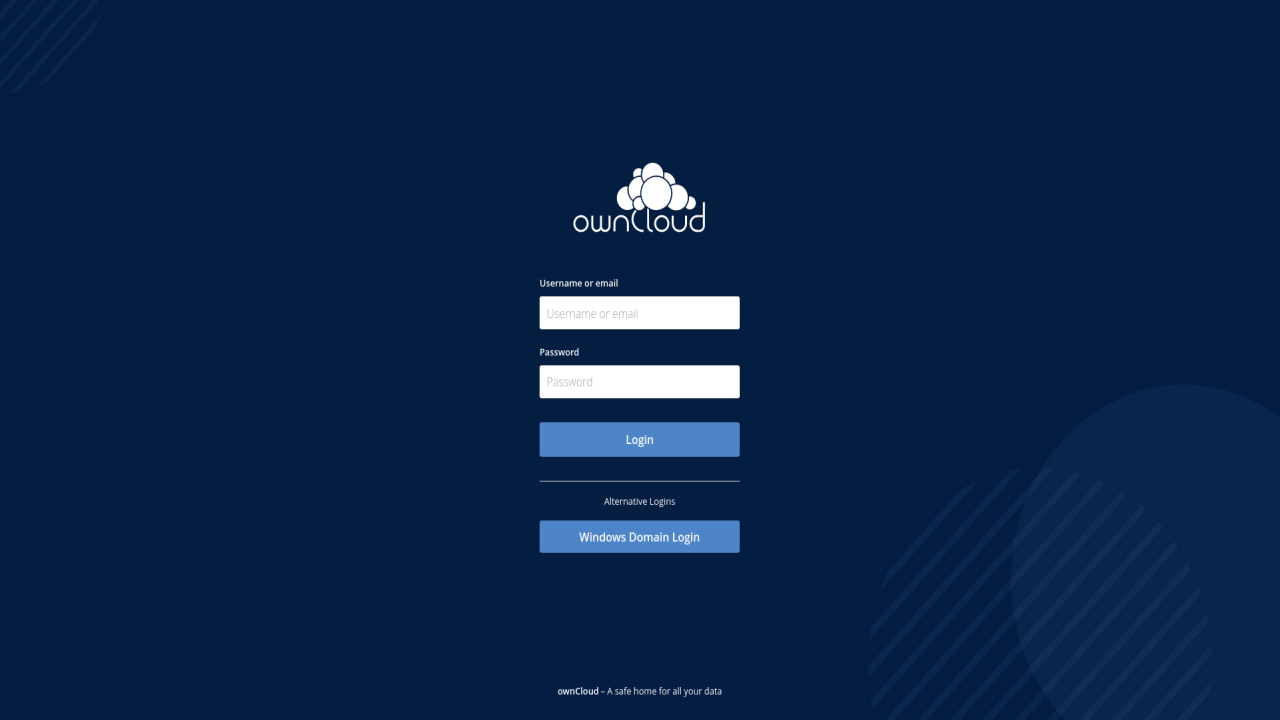 ownCloud
Username or email
Username or email
Password
Password
Login
Alternative Logins
Windows Domain Login
ownCloud – A safe home for all your data